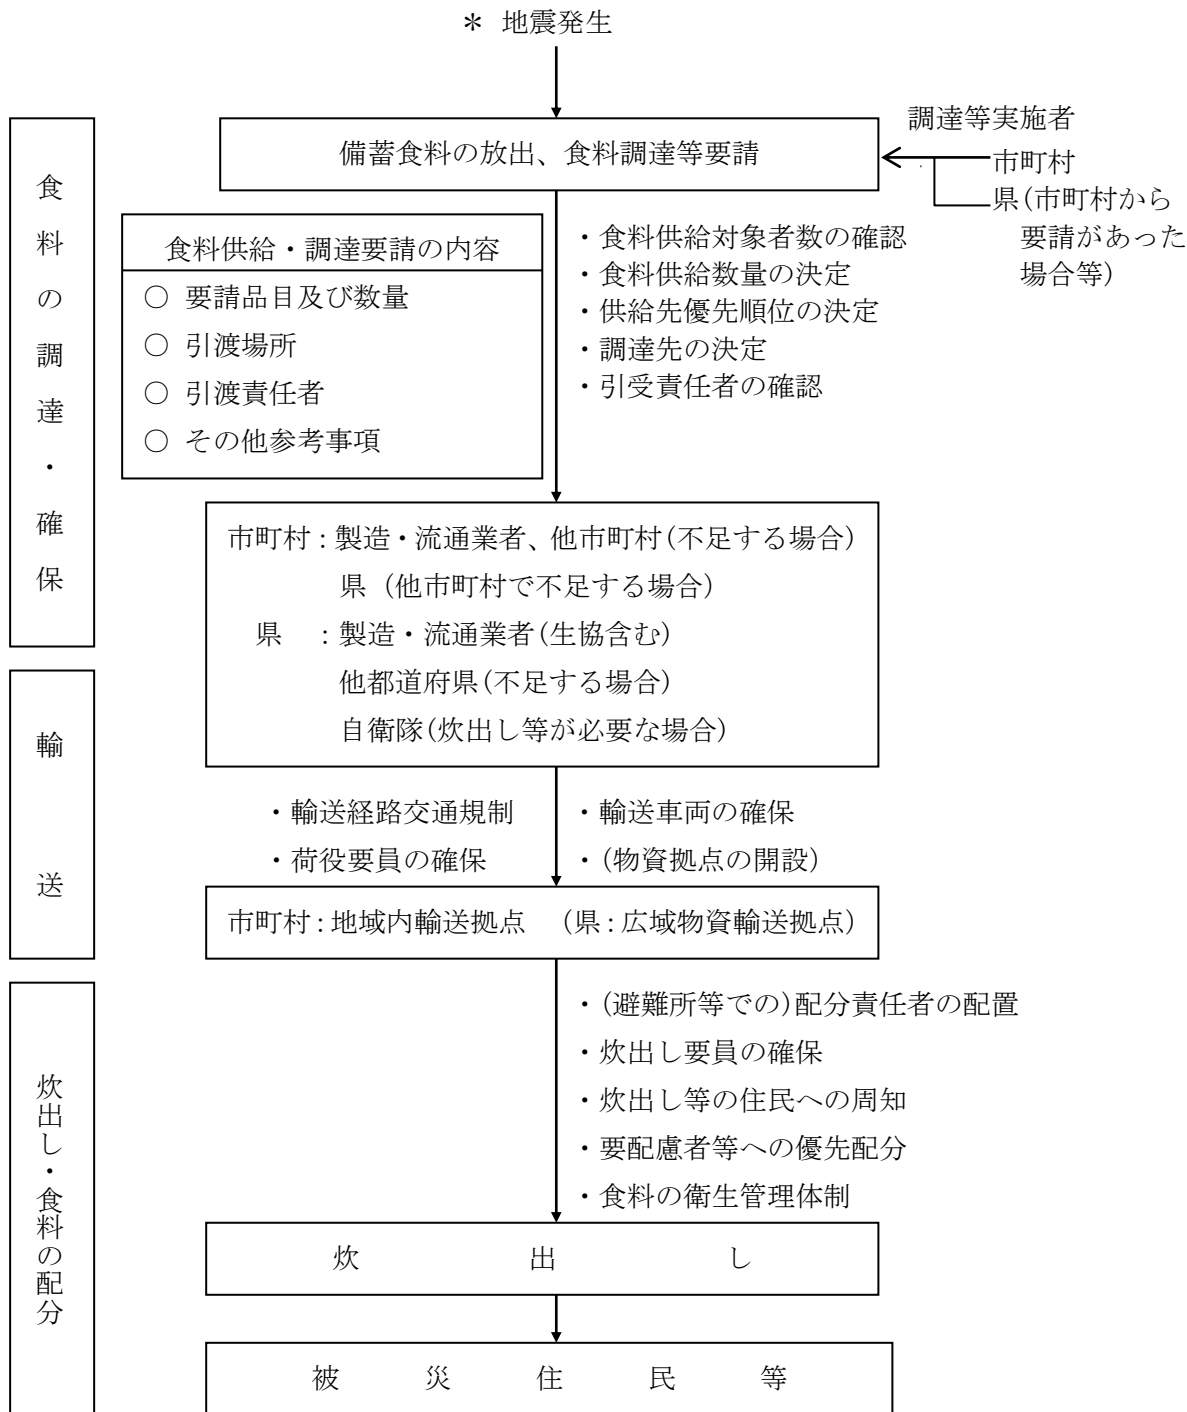 ＊ 地震発生
調達等実施者
備蓄食料の放出、食料調達等要請
市町村
県(市町村から
要請があった
場合等)
食料の調達・確保
食料供給・調達要請の内容
○ 要請品目及び数量
○ 引渡場所
○ 引渡責任者
○ その他参考事項
・食料供給対象者数の確認
・食料供給数量の決定
・供給先優先順位の決定
・調達先の決定
・引受責任者の確認
市町村：製造・流通業者、他市町村(不足する場合)
県 (他市町村で不足する場合)
県 ：製造・流通業者(生協含む)
他都道府県(不足する場合)
自衛隊(炊出し等が必要な場合)
輸送
・輸送経路交通規制
・輸送車両の確保
・荷役要員の確保
・(物資拠点の開設)
市町村：地域内輸送拠点 (県：広域物資輸送拠点)
炊出し・食料の配分
・(避難所等での)配分責任者の配置
・炊出し要員の確保
・炊出し等の住民への周知
・要配慮者等への優先配分
・食料の衛生管理体制
炊出し
被災住民等